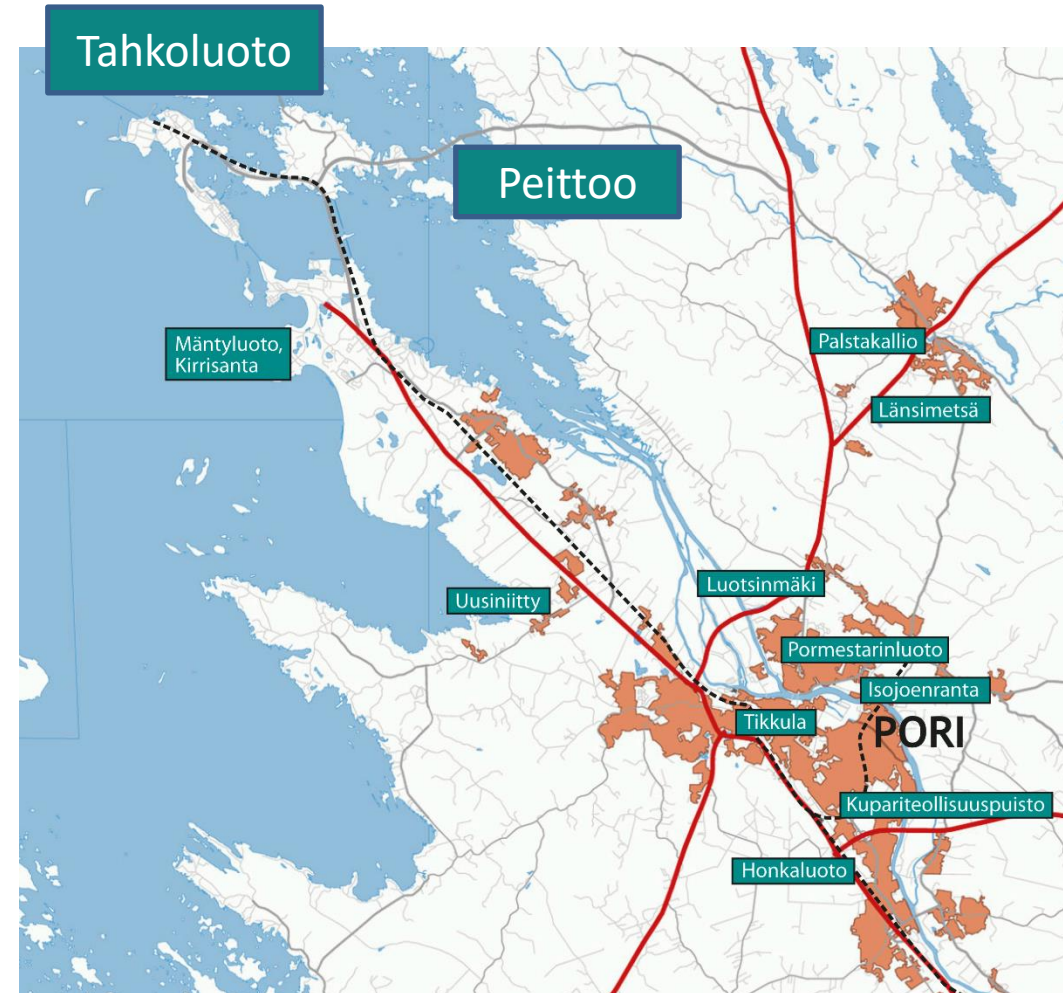 Tahkoluoto
Peittoo
Mäntyluoto,
Kirrisanta
Palstakallio
Länsimetsä
Luotsinmäki
Uusiniitty
Pormestarinluoto
Isojoenranta
Tikkula
PORI
Kupariteollisuuspuisto
Honkaluoto